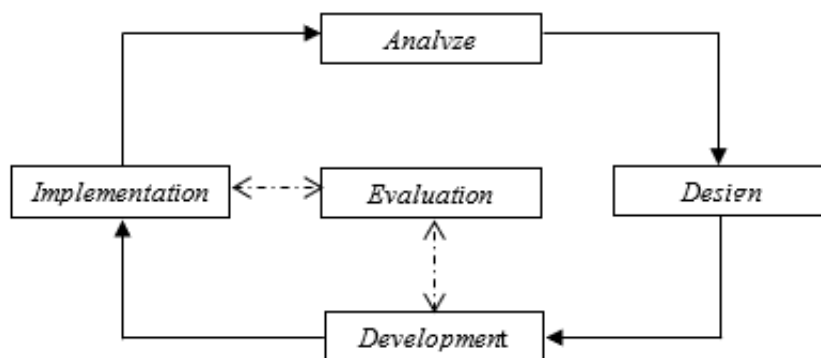 Analyze
Implementation
Evaluation
Design
Development